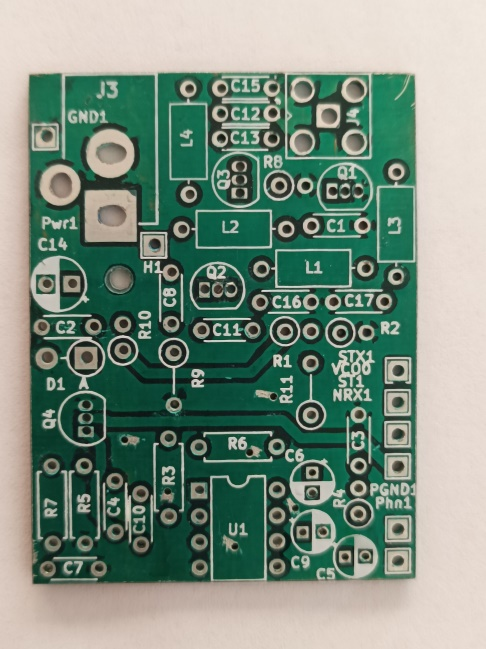 J3
C15
GND1
C12
J4
L4
C13
R8
Q3
Q1
Pwr1
L2
C1
L3
C14
H1
Q2
L1
C8
C16
C17
C2
R10
C11
R2
R1
STX1
VCO0
D1
A
R9
ST1
R11
NRX1
Q4
C3
R6
C6
R3
R7
R5
C4
C10
R4
PGND1
Phn1
U1
C7
C9
C5